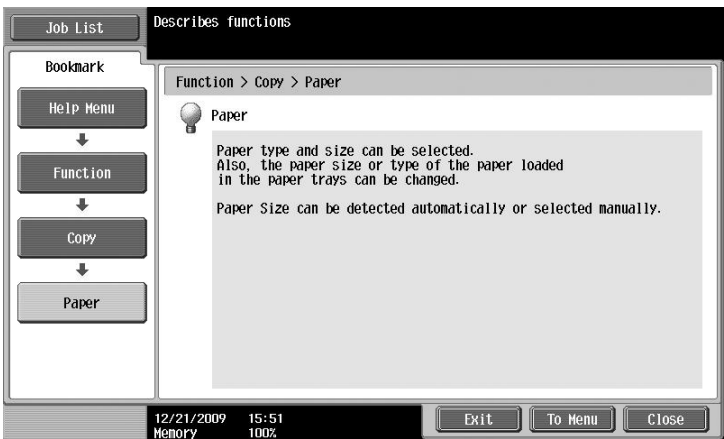 Job List
Describes functions
Bookmark
Help Menu
Function
Copy
Paper
Function > Copy > Paper
Paper
Paper type and size can be selected.
Also, the paper size or type of the paper loaded
in the paper trays can be changed.
Paper Size can be detected automatically or selected manually.
12/21/2009 15:51
Memory 100%
Exit
To Menu
Close